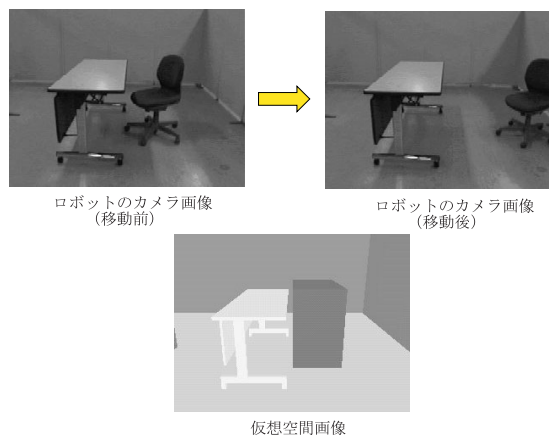 ロボットのカメラ画像
（移動前）
ロボットのカメラ画像
（移動後）
仮想空間画像